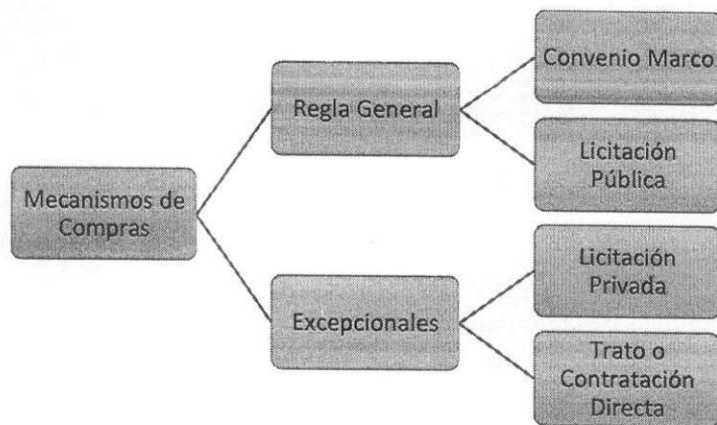 Mecanismos de
Compras
Regla General
Convenio Marco
Licitación
Pública
Excepcionales
Licitación
Privada
Trato o
Contratación
Directa